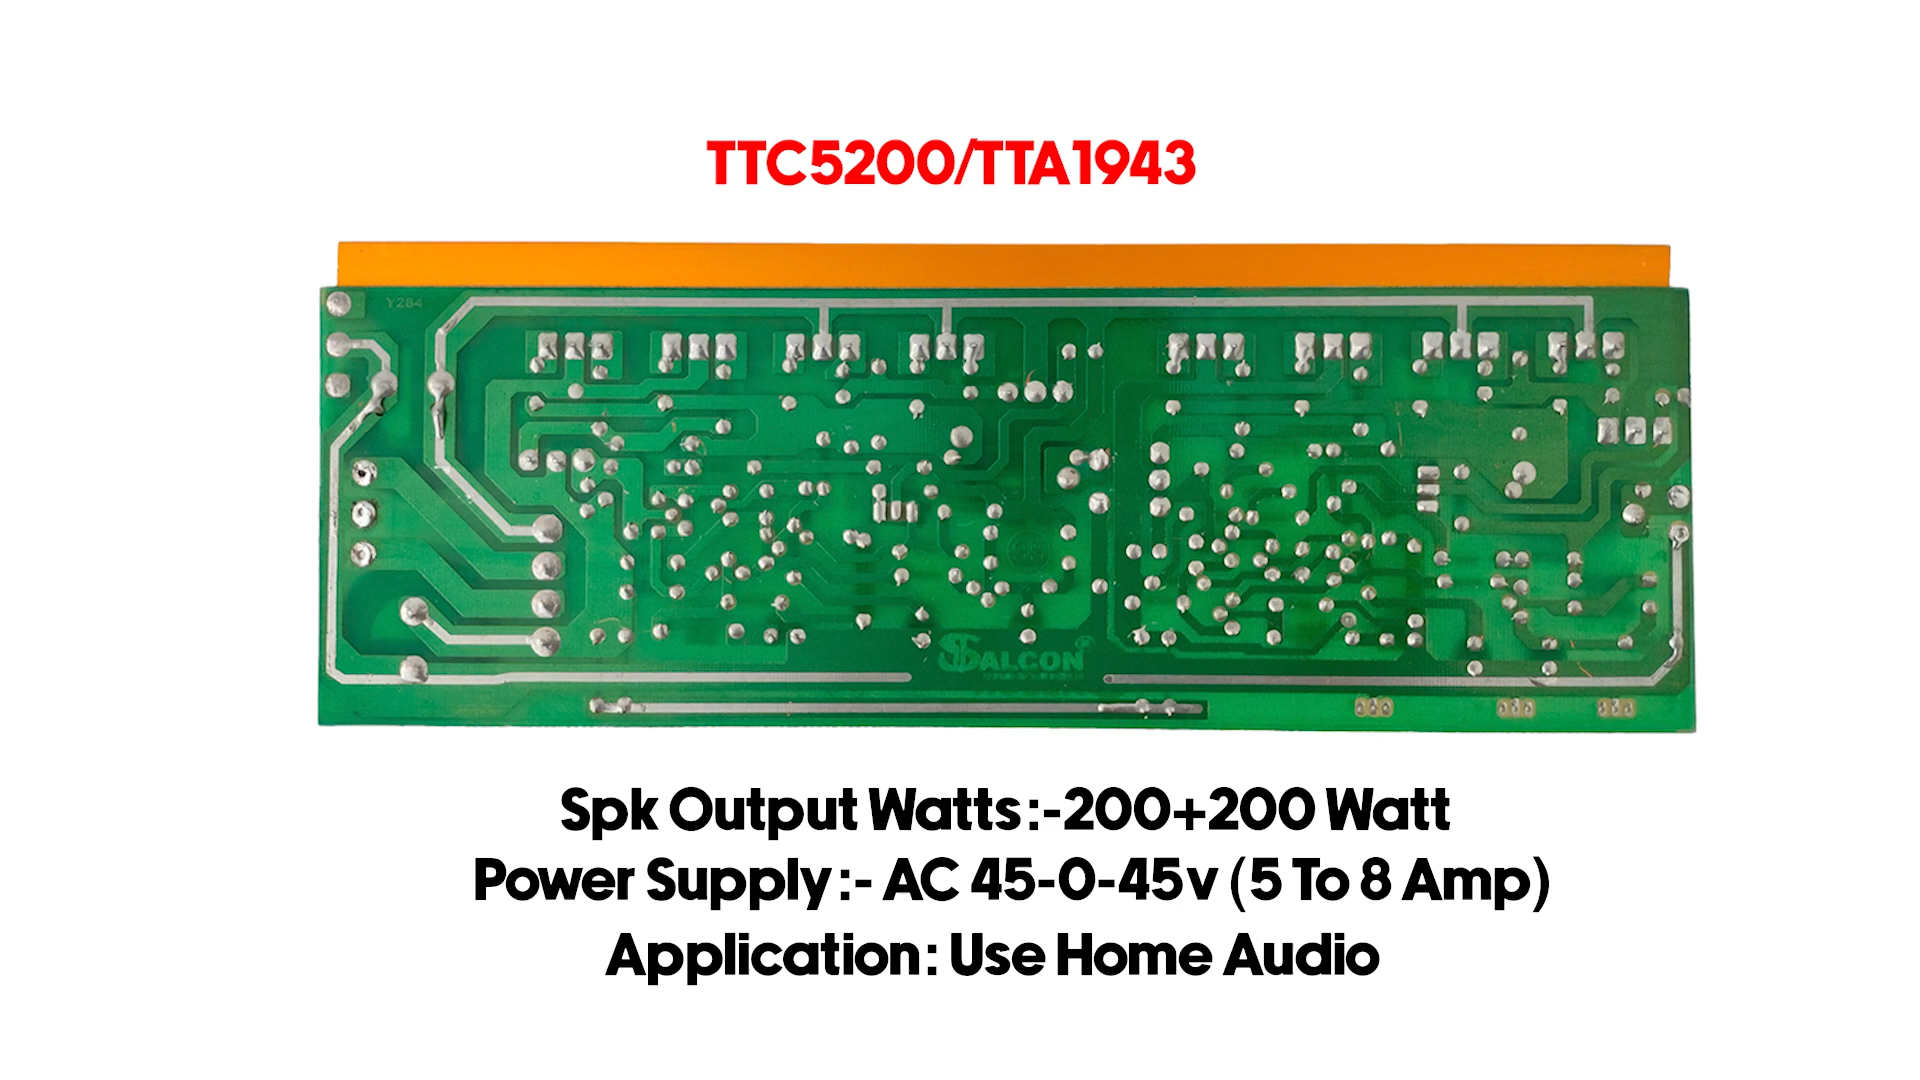 TTC5200/TTA1943
Y284
SALCON
Spk Output Watts:-200+200 Watt
Power Supply:- AC 45-0-45v (5 To 8 Amp)
Application: Use Home Audio